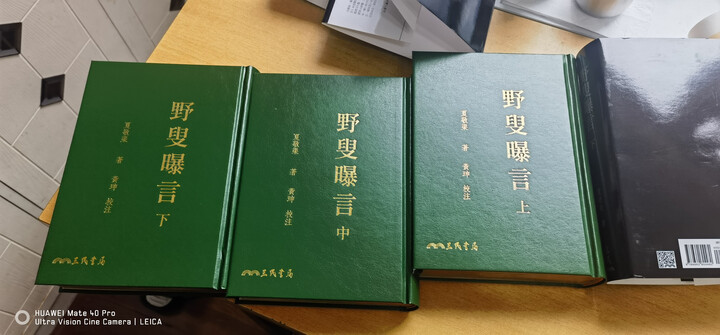 野叟曝言 下
夏敬渠 著 黃珅 校注
三民書局
野叟曝言 中
夏敬渠 著 黃珅 校注
三民書局
野叟曝言 上
夏敬渠 著 黃珅 校注
三民書局
HUAWEI Mate 40 Pro
Ultra Vision Cine Camera | LEICA